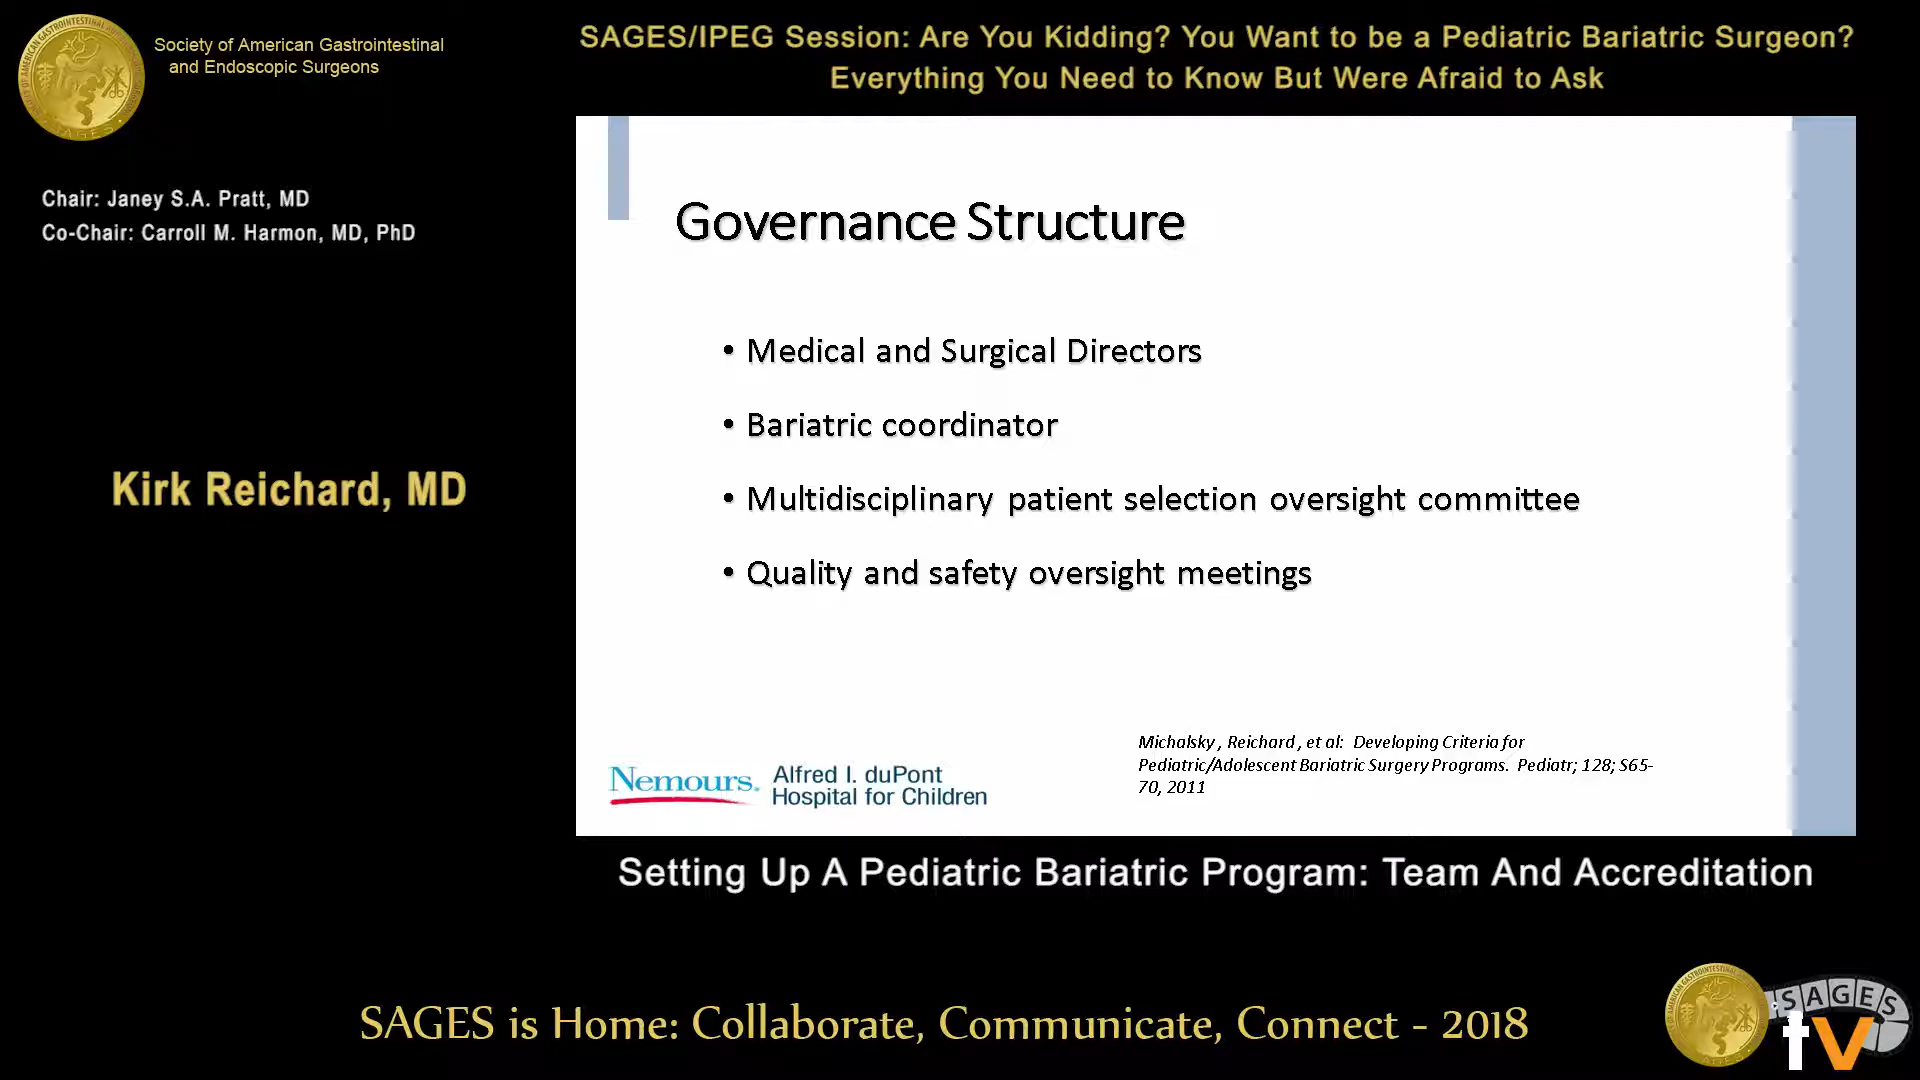 Society of American Gastrointestinal
and Endoscopic Surgeons
SAGES/IPEG Session: Are You Kidding? You Want to be a Pediatric Bariatric Surgeon?
Everything You Need to Know But Were Afraid to Ask
Chair: Janey S.A. Pratt, MD
Co-Chair: Carroll M. Harmon, MD, PhD
Kirk Reichard, MD
Governance Structure
• Medical and Surgical Directors
• Bariatric coordinator
• Multidisciplinary patient selection oversight committee
• Quality and safety oversight meetings
Michalsky , Reichard , et al: Developing Criteria for
Pediatric/Adolescent Bariatric Surgery Programs. Pediatr; 128; S65-
70, 2011
Nemours.
Alfred I. duPont
Hospital for Children
Setting Up A Pediatric Bariatric Program: Team And Accreditation
SAGES is Home: Collaborate, Communicate, Connect - 2018
SAGES
tv